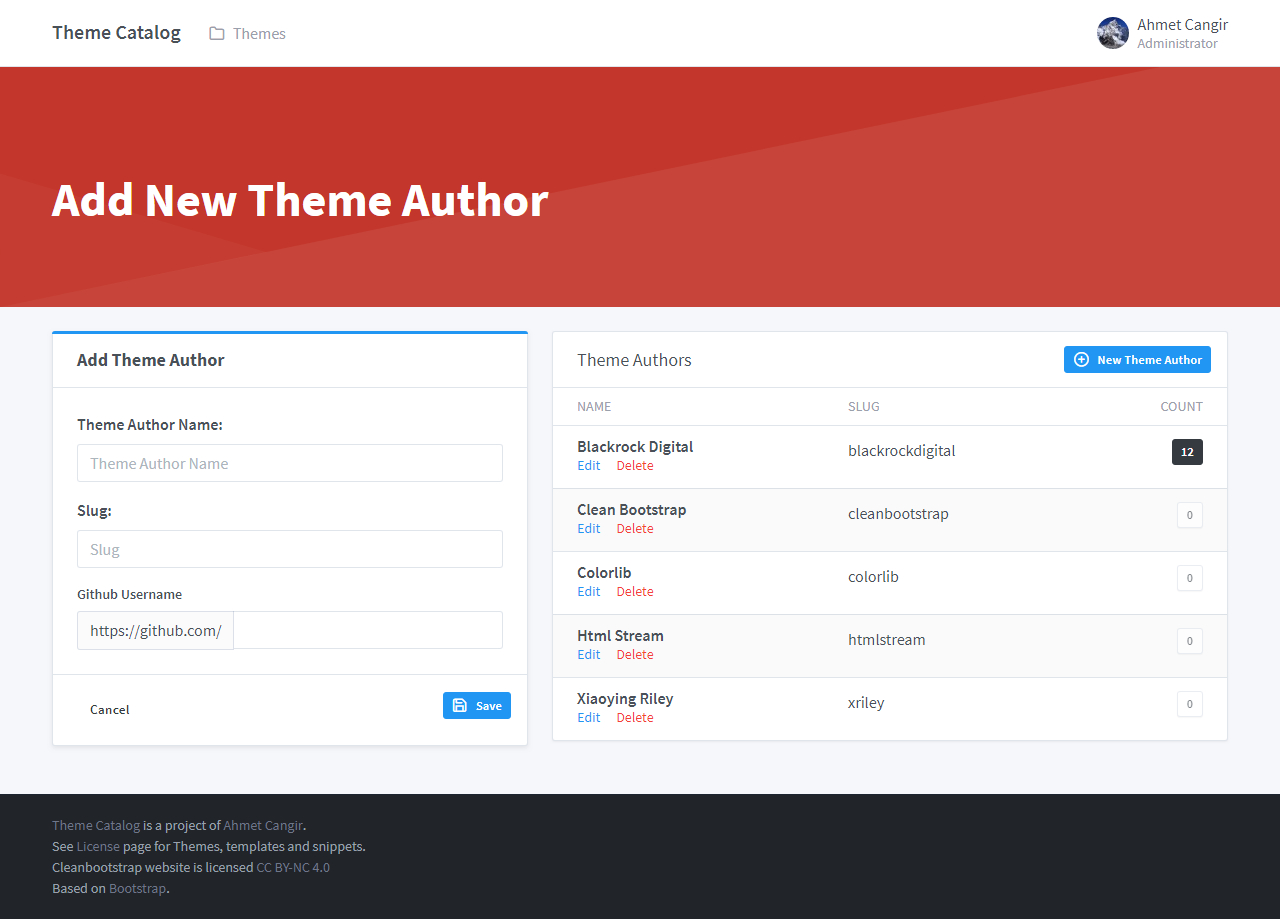 Theme Catalog Themes
Ahmet Cangir
Administrator
Add New Theme Author
Add Theme Author
Theme Author Name:
Theme Author Name
Slug:
Slug
Github Username
https://github.com/
Cancel Save
Theme Authors New Theme Author
NAME SLUG COUNT
Blackrock Digital blackrockdigital 12
Edit Delete
Clean Bootstrap cleanbootstrap 0
Edit Delete
Colorlib colorlib 0
Edit Delete
Html Stream htmlstream 0
Edit Delete
Xiaoying Riley xriley 0
Edit Delete
Theme Catalog is a project of Ahmet Cangir.
See License page for Themes, templates and snippets.
Cleanbootstrap website is licensed CC BY-NC 4.0
Based on Bootstrap.